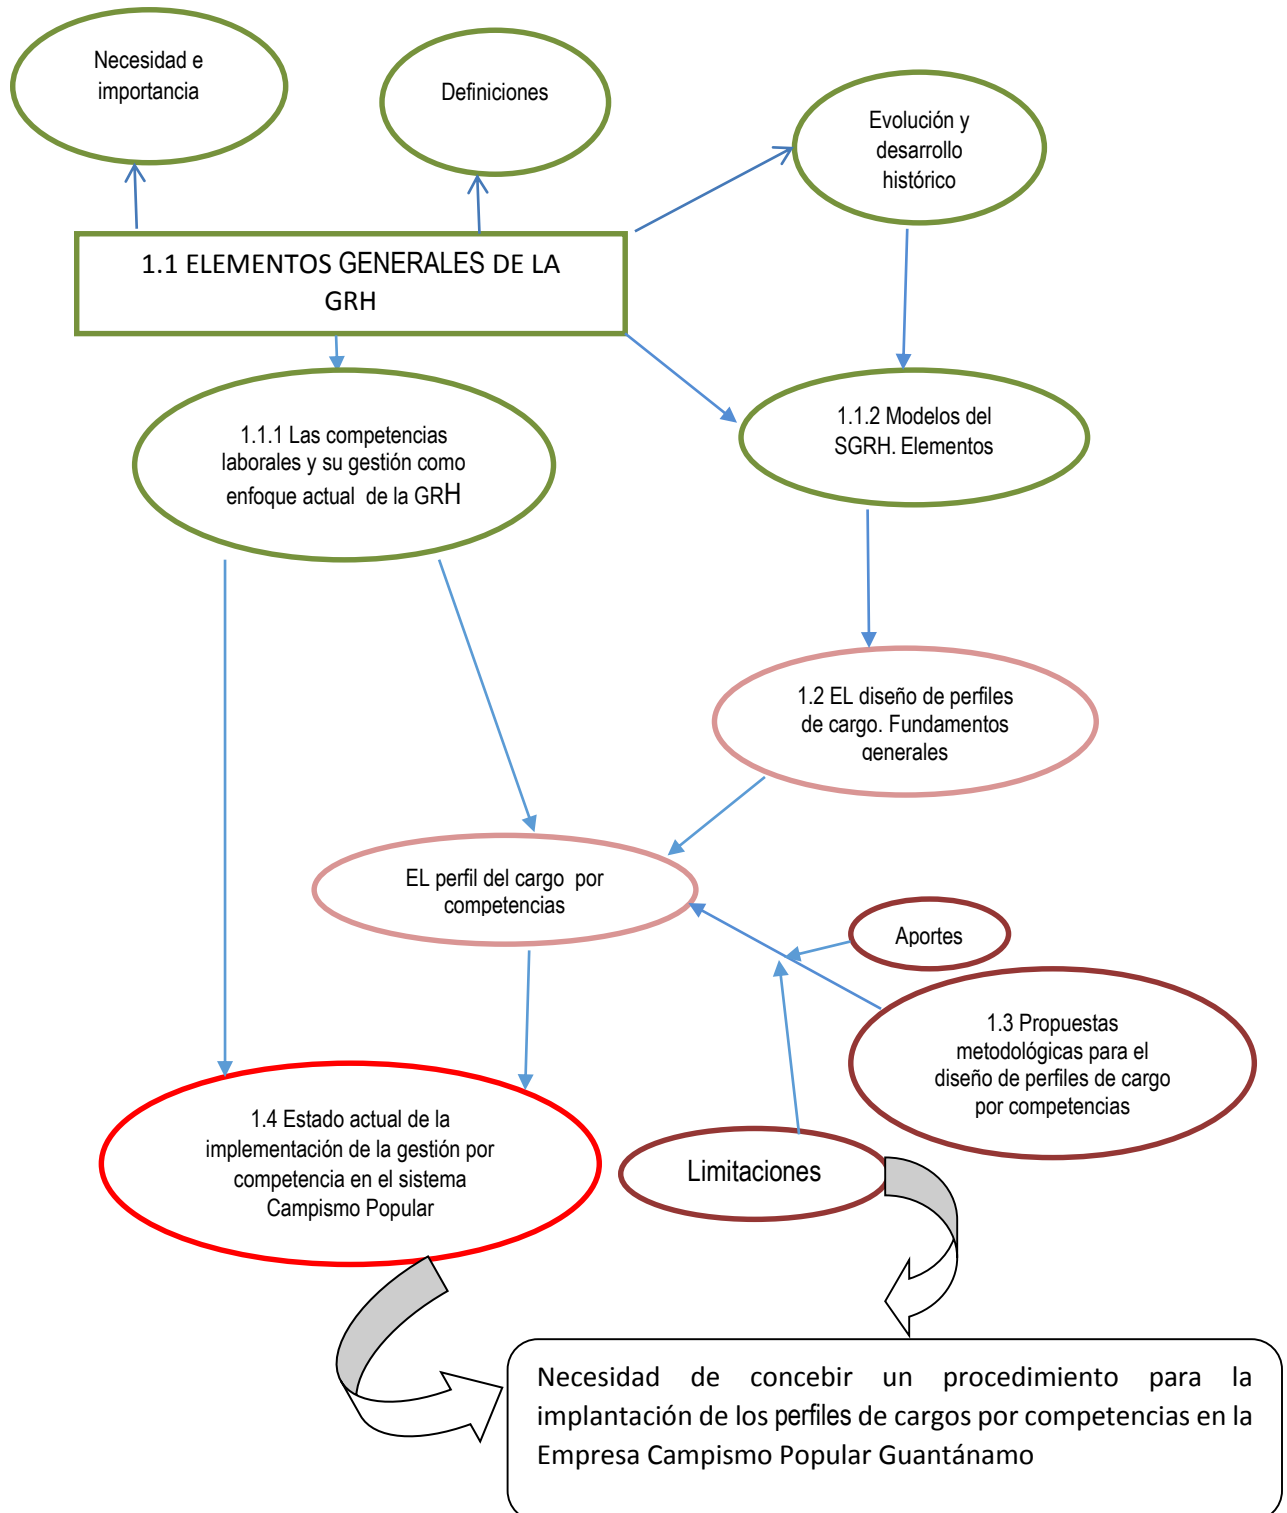 Necesidad e
importancia
Definiciones
Evolución y
desarrollo
histórico
1.1 ELEMENTOS GENERALES DE LA
GRH
1.1.1 Las competencias
laborales y su gestión como
enfoque actual de la GRH
1.1.2 Modelos del
SGRH. Elementos
1.2 EL diseño de perfiles
de cargo. Fundamentos
generales
EL perfil del cargo por
competencias
Aportes
1.3 Propuestas
metodológicas para el
diseño de perfiles de cargo
por competencias
1.4 Estado actual de la
implementación de la gestión por
competencia en el sistema
Campismo Popular
Limitaciones
Necesidad de concebir un procedimiento para la
implantación de los perfiles de cargos por competencias en la
Empresa Campismo Popular Guantánamo